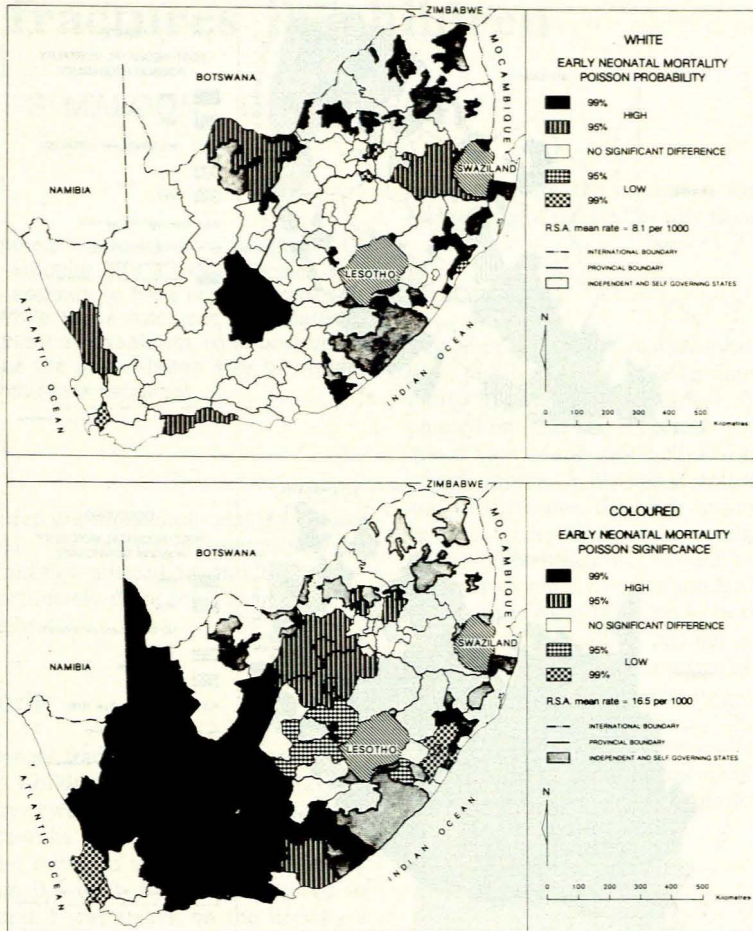 ZIMBABWE
BOTSWANA
MOCAMBIQUE
NAMIBIA
SWAZILAND
LESOTHO
ATLANTIC OCEAN
INDIAN OCEAN
WHITE
EARLY NEONATAL MORTALITY
POISSON PROBABILITY
99%
HIGH
95%
NO SIGNIFICANT DIFFERENCE
95%
LOW
99%
R.S.A. mean rate = 8.1 per 1000
INTERNATIONAL BOUNDARY
PROVINCIAL BOUNDARY
INDEPENDENT AND SELF GOVERNING STATES
N
0 100 200 300 400 500
Kilometres
ZIMBABWE
BOTSWANA
MOCAMBIQUE
NAMIBIA
SWAZILAND
LESOTHO
ATLANTIC OCEAN
INDIAN OCEAN
COLOURED
EARLY NEONATAL MORTALITY
POISSON SIGNIFICANCE
99%
HIGH
95%
NO SIGNIFICANT DIFFERENCE
95%
LOW
99%
R.S.A. mean rate = 16.5 per 1000
INTERNATIONAL BOUNDARY
PROVINCIAL BOUNDARY
INDEPENDENT AND SELF GOVERNING STATES
N
0 100 200 300 400 500
Kilometres